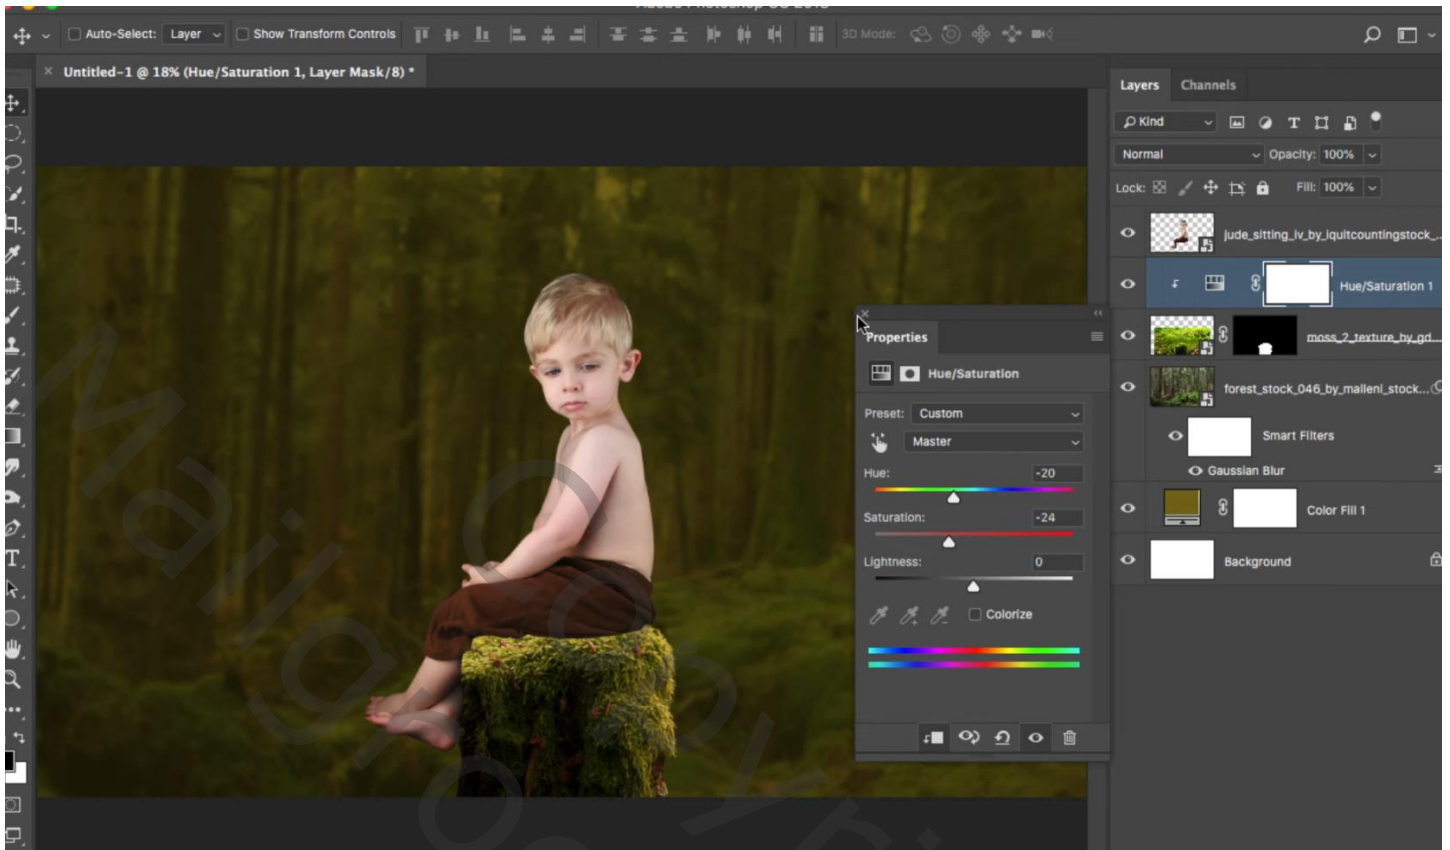 Auto-Select: Layer Show Transform Controls 3D Mode:
× Untitled-1 @ 18% (Hue/Saturation 1, Layer Mask/8) *
Layers Channels
Kind
Normal Opacity: 100%
Lock: Fill: 100%
jude_sitting_iv_by_iquitcountingstock_...
Hue/Saturation 1
Properties
moss_2_texture_by_gd...
Hue/Saturation
forest_stock_046_by_malleni_stock...
Preset: Custom
Master
Smart Filters
Hue: -20
Gaussian Blur
Saturation: -24
Color Fill 1
Lightness: 0
Background
Colorize